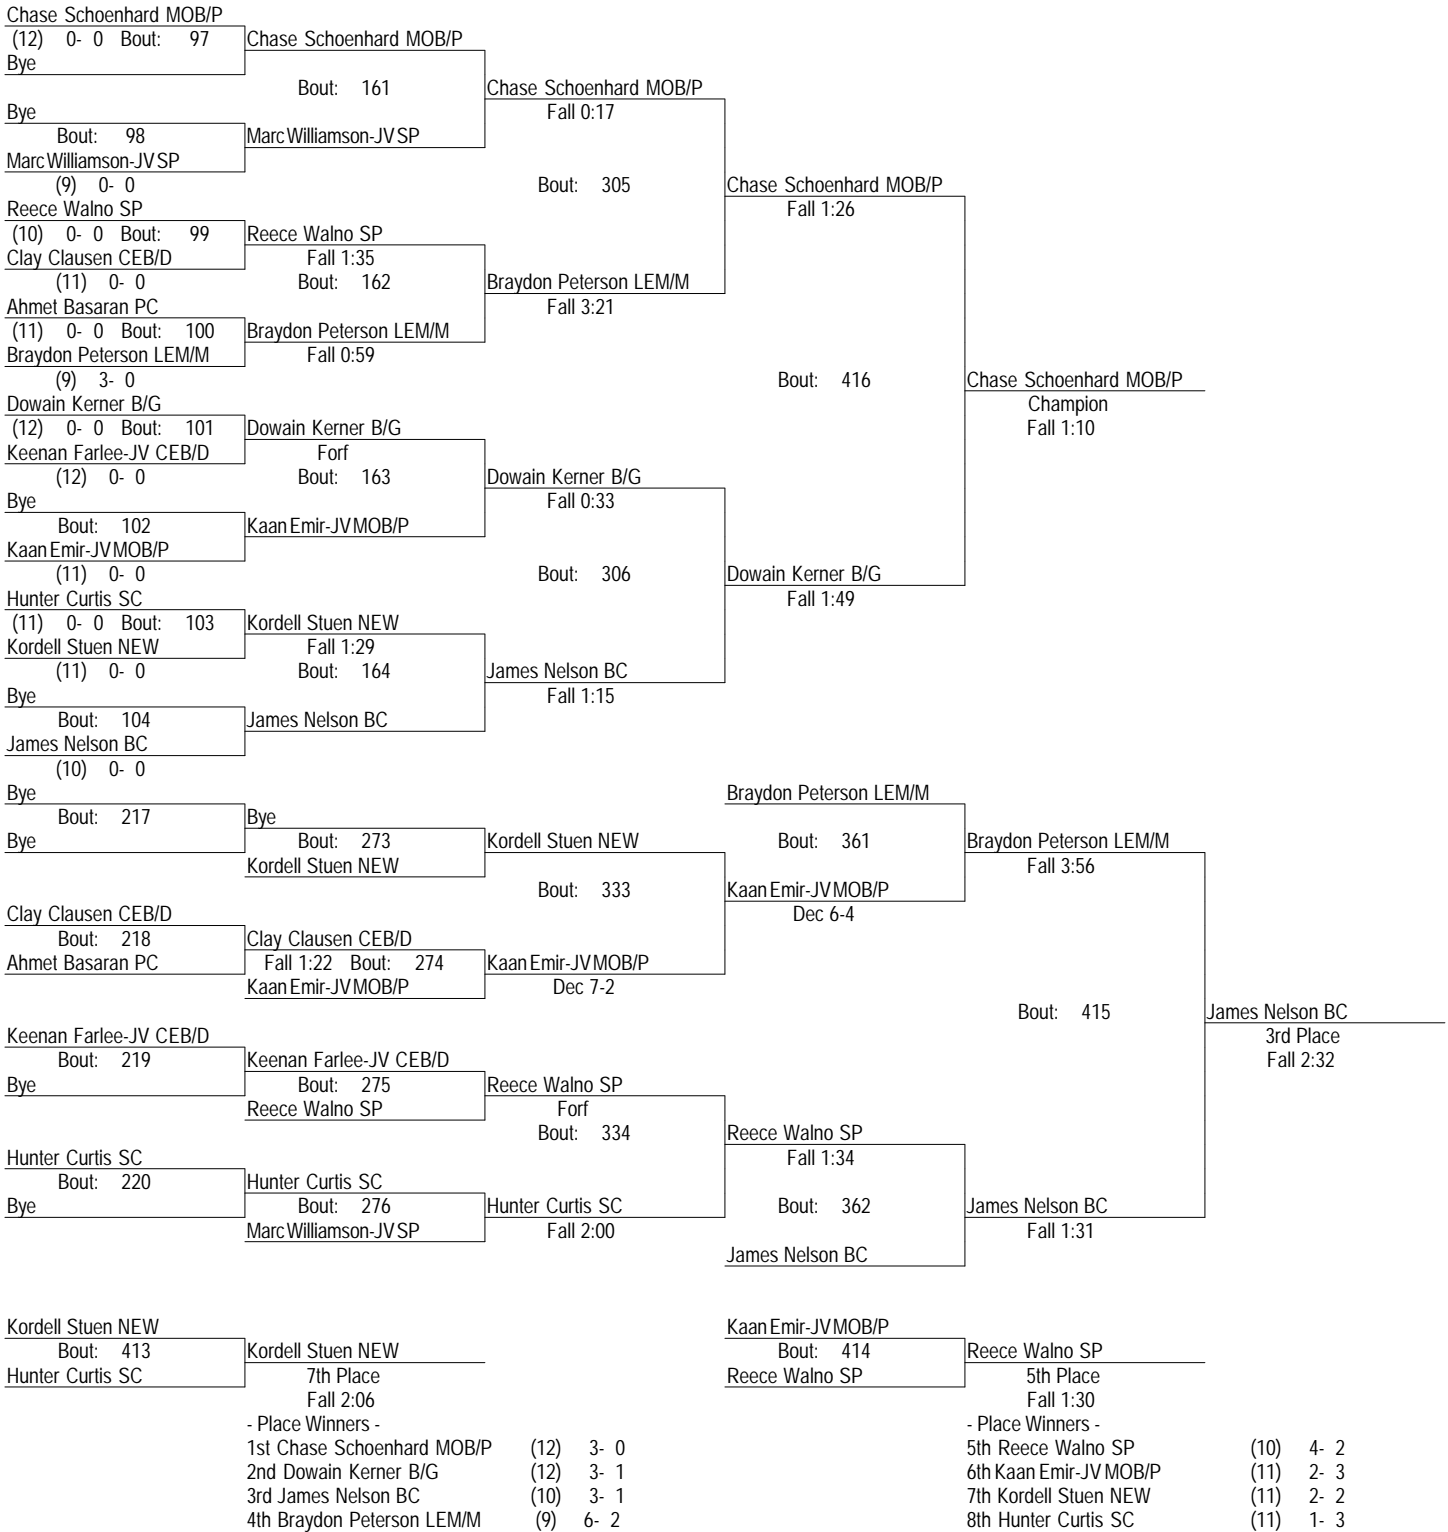 Chase Schoenhard MOB/P
(12) 0- 0 Bout: 97 Chase Schoenhard MOB/P
Bye
Bout: 161 Chase Schoenhard MOB/P
Bye Fall 0:17
Bout: 98 Marc Williamson-JV SP
Marc Williamson-JV SP
(9) 0- 0 Bout: 305 Chase Schoenhard MOB/P
Reece Walno SP Fall 1:26
(10) 0- 0 Bout: 99 Reece Walno SP
Clay Clausen CEB/D Fall 1:35
(11) 0- 0 Bout: 162 Braydon Peterson LEM/M
Ahmet Basaran PC Fall 3:21
(11) 0- 0 Bout: 100 Braydon Peterson LEM/M
Braydon Peterson LEM/M Fall 0:59
(9) 3- 0 Bout: 416 Chase Schoenhard MOB/P
Dowain Kerner B/G Champion
(12) 0- 0 Bout: 101 Dowain Kerner B/G Fall 1:10
Keenan Farlee-JV CEB/D Forf
(12) 0- 0 Bout: 163 Dowain Kerner B/G
Bye Fall 0:33
Bout: 102 Kaan Emir-JV MOB/P
Kaan Emir-JV MOB/P
(11) 0- 0 Bout: 306 Dowain Kerner B/G
Hunter Curtis SC Fall 1:49
(11) 0- 0 Bout: 103 Kordell Stuen NEW
Kordell Stuen NEW Fall 1:29
(11) 0- 0 Bout: 164 James Nelson BC
Bye Fall 1:15
Bout: 104 James Nelson BC
James Nelson BC
(10) 0- 0
Bye Braydon Peterson LEM/M
Bout: 217 Bye
Bye Bout: 273 Kordell Stuen NEW Bout: 361 Braydon Peterson LEM/M
Kordell Stuen NEW Fall 3:56
Bout: 333 Kaan Emir-JV MOB/P
Clay Clausen CEB/D Dec 6-4
Bout: 218 Clay Clausen CEB/D
Ahmet Basaran PC Fall 1:22 Bout: 274 Kaan Emir-JV MOB/P
Kaan Emir-JV MOB/P Dec 7-2
Bout: 415 James Nelson BC
Keenan Farlee-JV CEB/D 3rd Place
Bout: 219 Keenan Farlee-JV CEB/D Fall 2:32
Bye Bout: 275 Reece Walno SP
Reece Walno SP Forf
Bout: 334 Reece Walno SP
Hunter Curtis SC Fall 1:34
Bout: 220 Hunter Curtis SC
Bye Bout: 276 Hunter Curtis SC Bout: 362 James Nelson BC
Marc Williamson-JV SP Fall 2:00 Fall 1:31
James Nelson BC
Kordell Stuen NEW Kaan Emir-JV MOB/P
Bout: 413 Kordell Stuen NEW Bout: 414 Reece Walno SP
Hunter Curtis SC 7th Place Reece Walno SP 5th Place
Fall 2:06 Fall 1:30
- Place Winners - - Place Winners -
1st Chase Schoenhard MOB/P (12) 3- 0 5th Reece Walno SP (10) 4- 2
2nd Dowain Kerner B/G (12) 3- 1 6th Kaan Emir-JV MOB/P (11) 2- 3
3rd James Nelson BC (10) 3- 1 7th Kordell Stuen NEW (11) 2- 2
4th Braydon Peterson LEM/M (9) 6- 2 8th Hunter Curtis SC (11) 1- 3